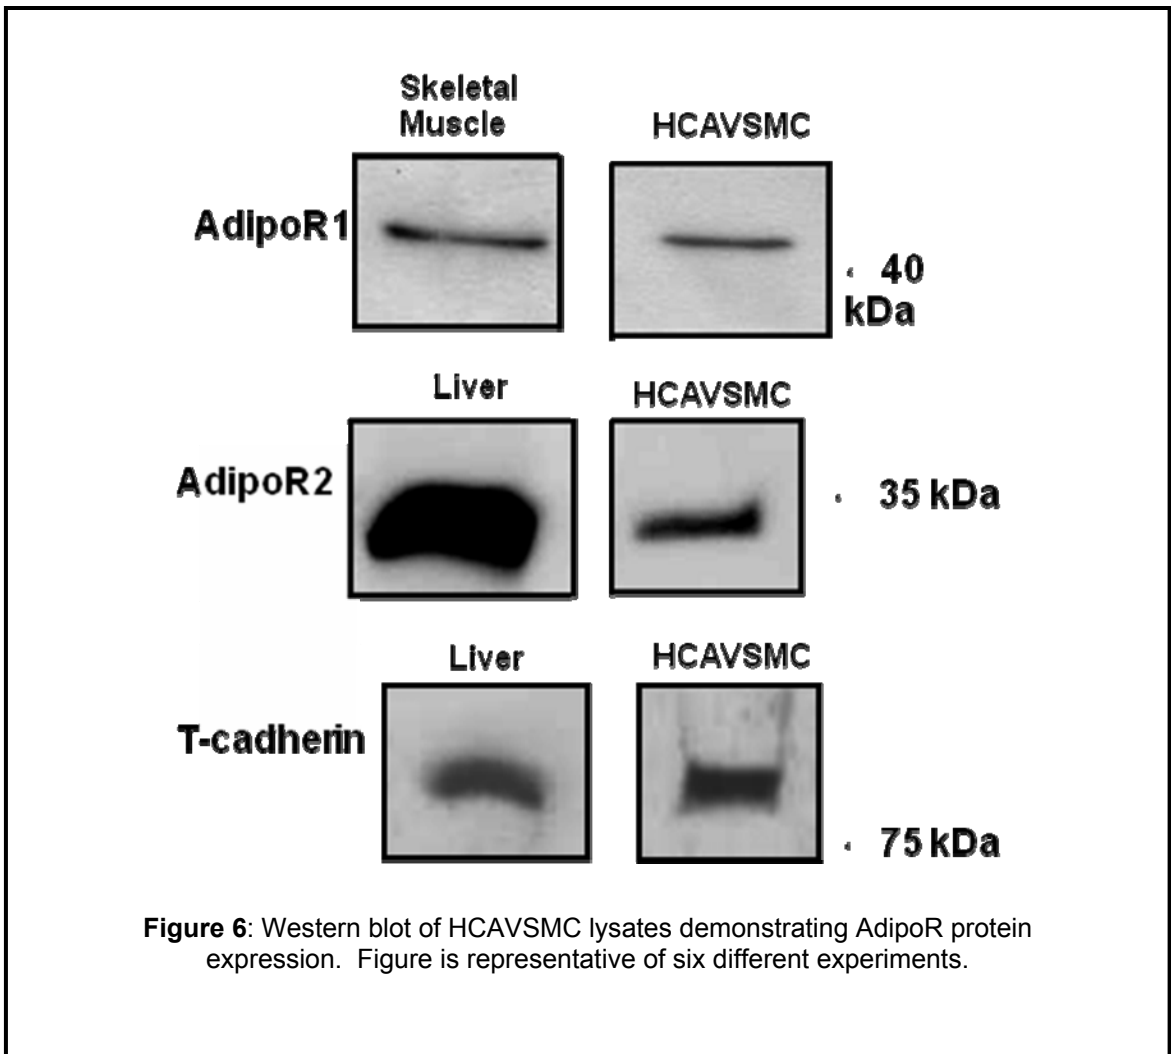 Skeletal
Muscle
HCAVSMC
AdipoR1
40
kDa
Liver
HCAVSMC
AdipoR2
35 kDa
Liver
HCAVSMC
T-cadherin
75 kDa
Figure 6: Western blot of HCAVSMC lysates demonstrating AdipoR protein
expression. Figure is representative of six different experiments.